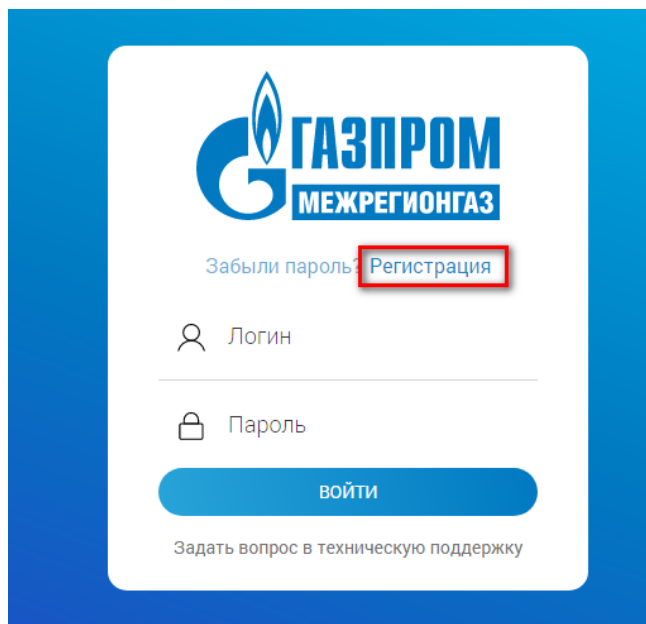 ГАЗПРОМ
МЕЖРЕГИОНГАЗ
Забыли пароль? Регистрация
Логин
Пароль
ВОЙТИ
Задать вопрос в техническую поддержку